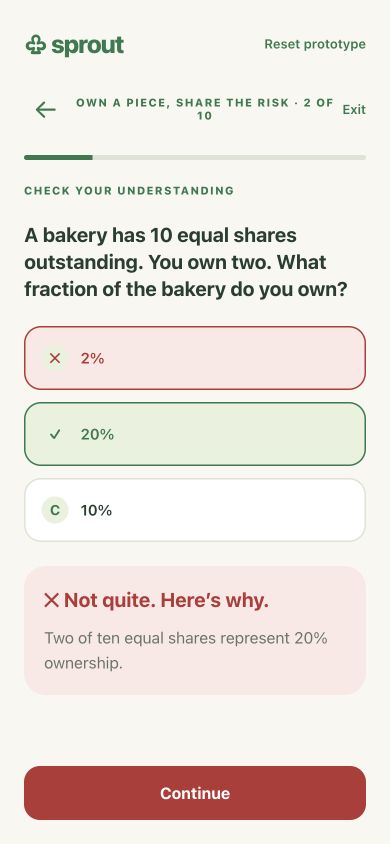 sprout
Reset prototype
OWN A PIECE, SHARE THE RISK · 2 OF
10
Exit
CHECK YOUR UNDERSTANDING
A bakery has 10 equal shares
outstanding. You own two. What
fraction of the bakery do you own?
2%
20%
C
10%
Not quite. Here’s why.
Two of ten equal shares represent 20%
ownership.
Continue